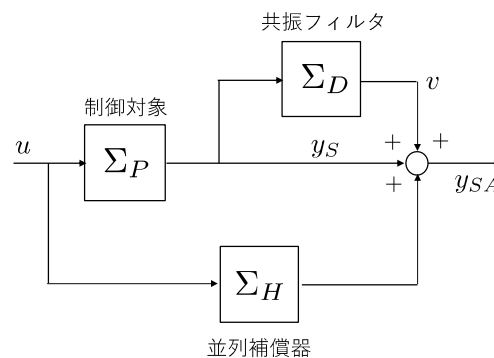 共振フィルタ
Σ_D
v
制御対象
u
Σ_P
y_S
+
+
+
y_SA
Σ_H
並列補償器